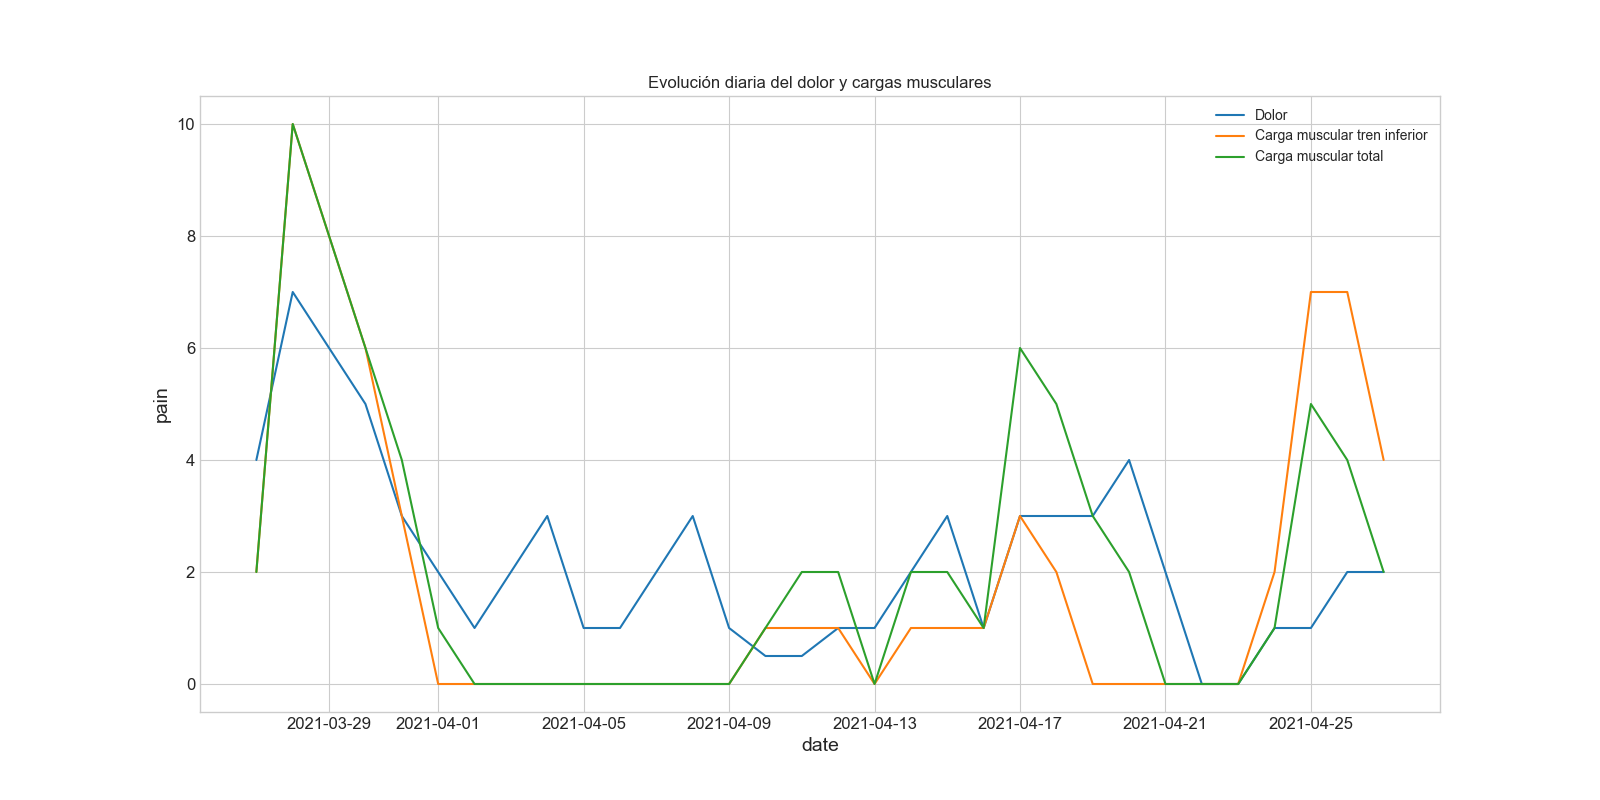 Evolución diaria del dolor y cargas musculares
Dolor
Carga muscular tren inferior
Carga muscular total
10
8
6
4
2
0
pain
2021-03-29 2021-04-01 2021-04-05 2021-04-09 2021-04-13 2021-04-17 2021-04-21 2021-04-25
date